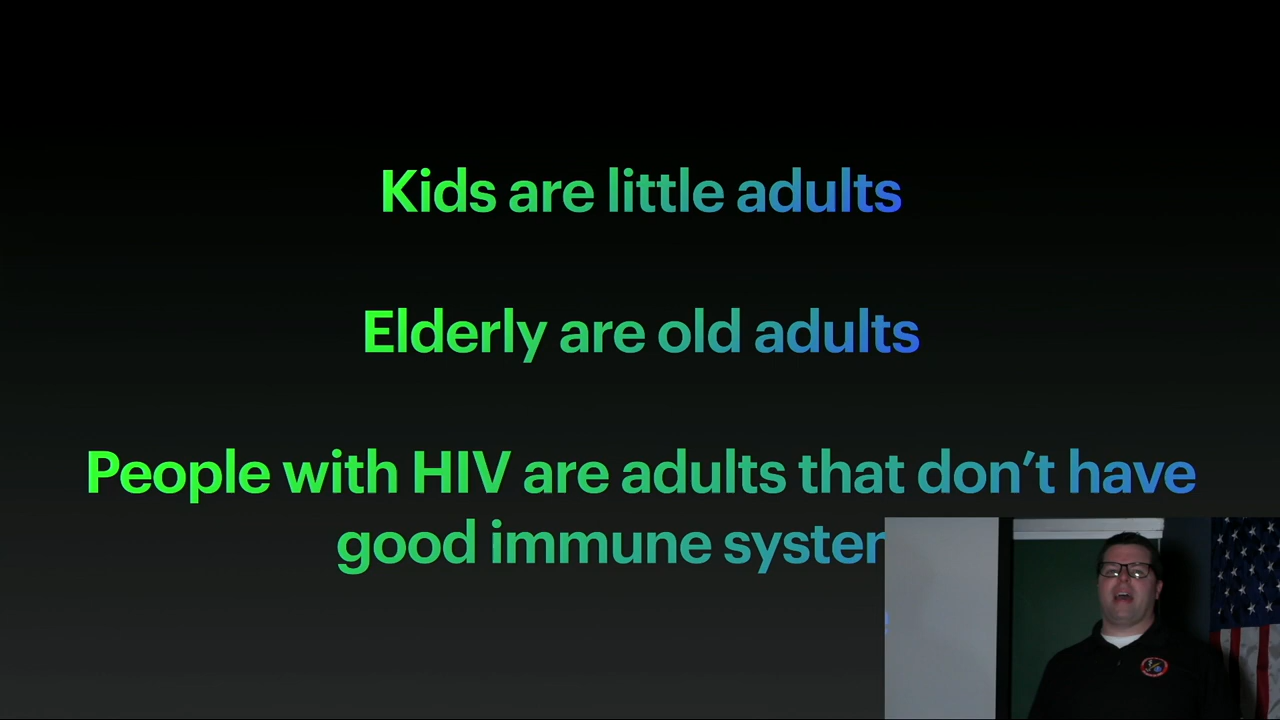 Kids are little adults
Elderly are old adults
People with HIV are adults that don’t have
good immune